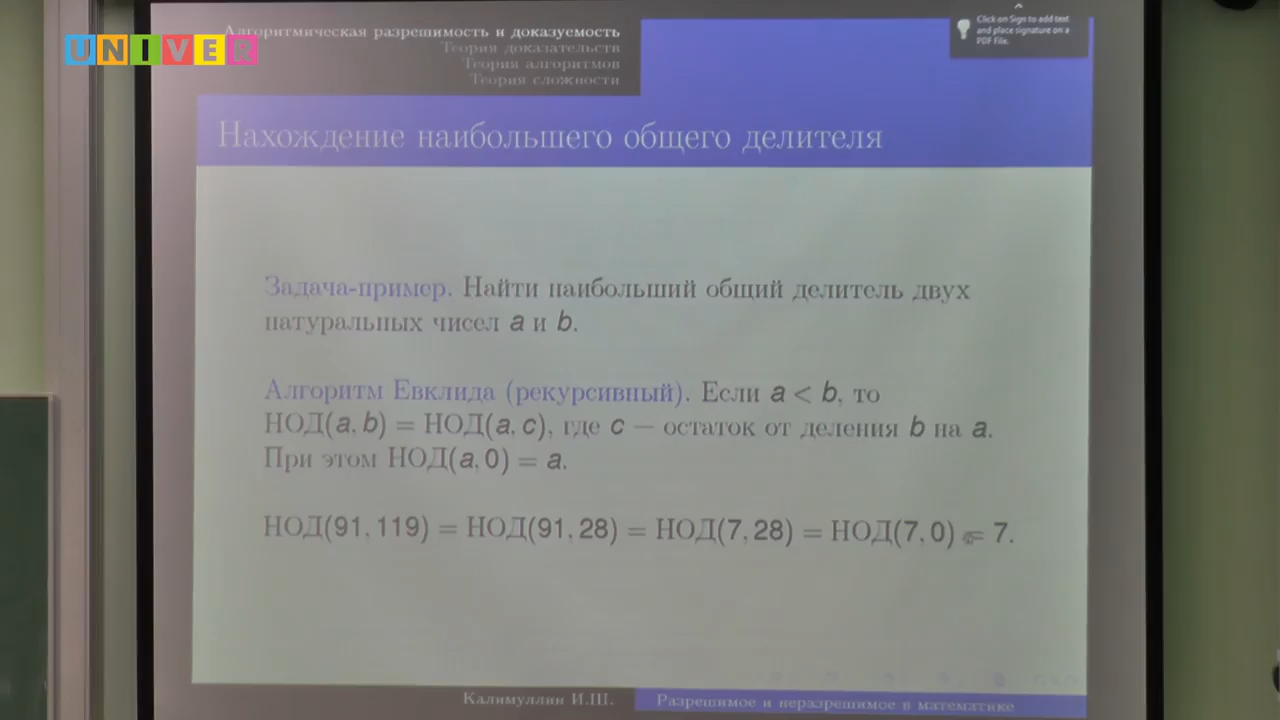 UNIVER
Алгоритмическая разрешимость и доказуемость
Теория доказательств
Теория алгоритмов
Теория сложности
Click on Sign to add text
and place signature on a
PDF File.
Нахождение наибольшего общего делителя
Задача-пример. Найти наибольший общий делитель двух
натуральных чисел a и b.
Алгоритм Евклида (рекурсивный). Если a < b, то
НОД(a, b) = НОД(a, c), где c — остаток от деления b на a.
При этом НОД(a, 0) = a.
НОД(91, 119) = НОД(91, 28) = НОД(7, 28) = НОД(7, 0) = 7.
Калимуллин И.Ш.
Разрешимое и неразрешимое в математике